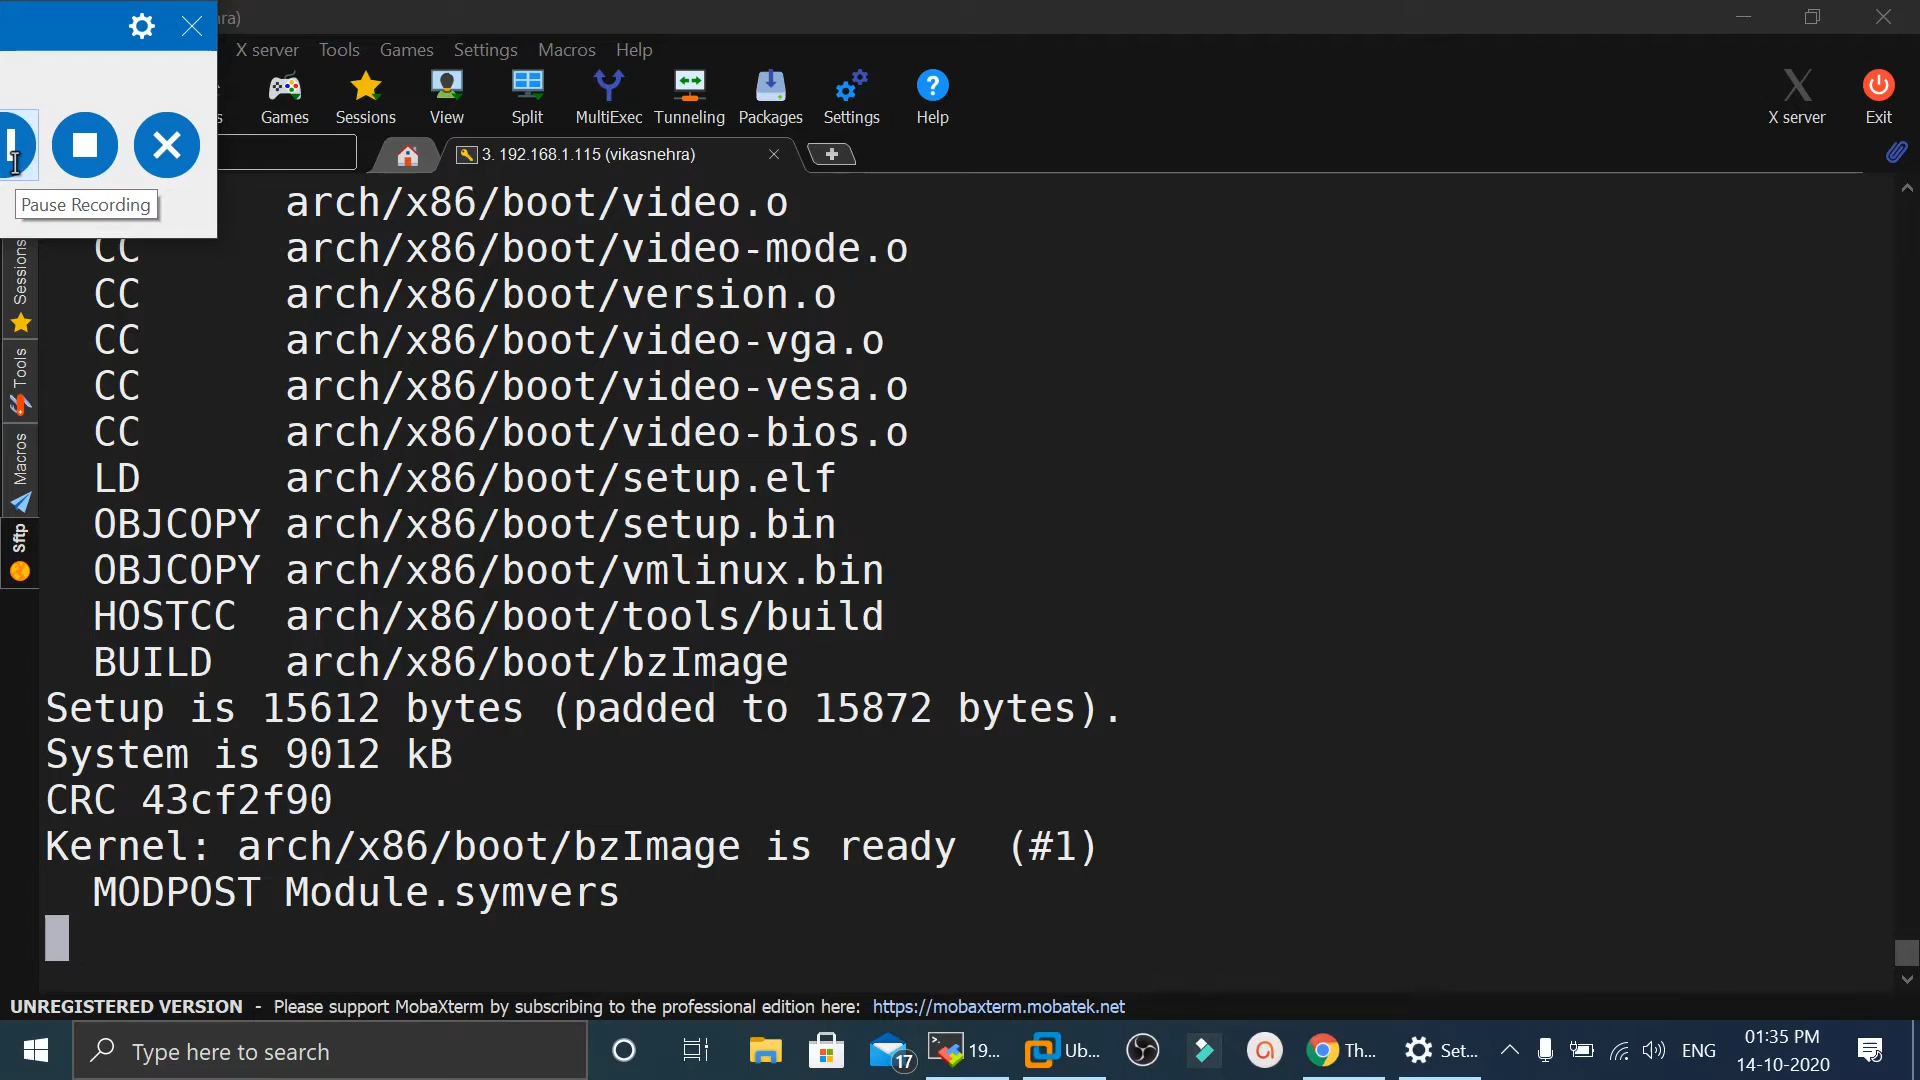 hra)
X server Tools Games Settings Macros Help
Games Sessions View Split MultiExec Tunneling Packages Settings Help X server Exit
3. 192.168.1.115 (vikasnehra)
Pause Recording
Sessions
Tools
Macros
Sftp
arch/x86/boot/video.o
CC arch/x86/boot/video-mode.o
CC arch/x86/boot/version.o
CC arch/x86/boot/video-vga.o
CC arch/x86/boot/video-vesa.o
CC arch/x86/boot/video-bios.o
LD arch/x86/boot/setup.elf
OBJCOPY arch/x86/boot/setup.bin
OBJCOPY arch/x86/boot/vmlinux.bin
HOSTCC arch/x86/boot/tools/build
BUILD arch/x86/boot/bzImage
Setup is 15612 bytes (padded to 15872 bytes).
System is 9012 kB
CRC 43cf2f90
Kernel: arch/x86/boot/bzImage is ready (#1)
MODPOST Module.symvers
UNREGISTERED VERSION - Please support MobaXterm by subscribing to the professional edition here: https://mobaxterm.mobatek.net
Type here to search 17 19... Ub... Th... Set... ENG 01:35 PM
14-10-2020